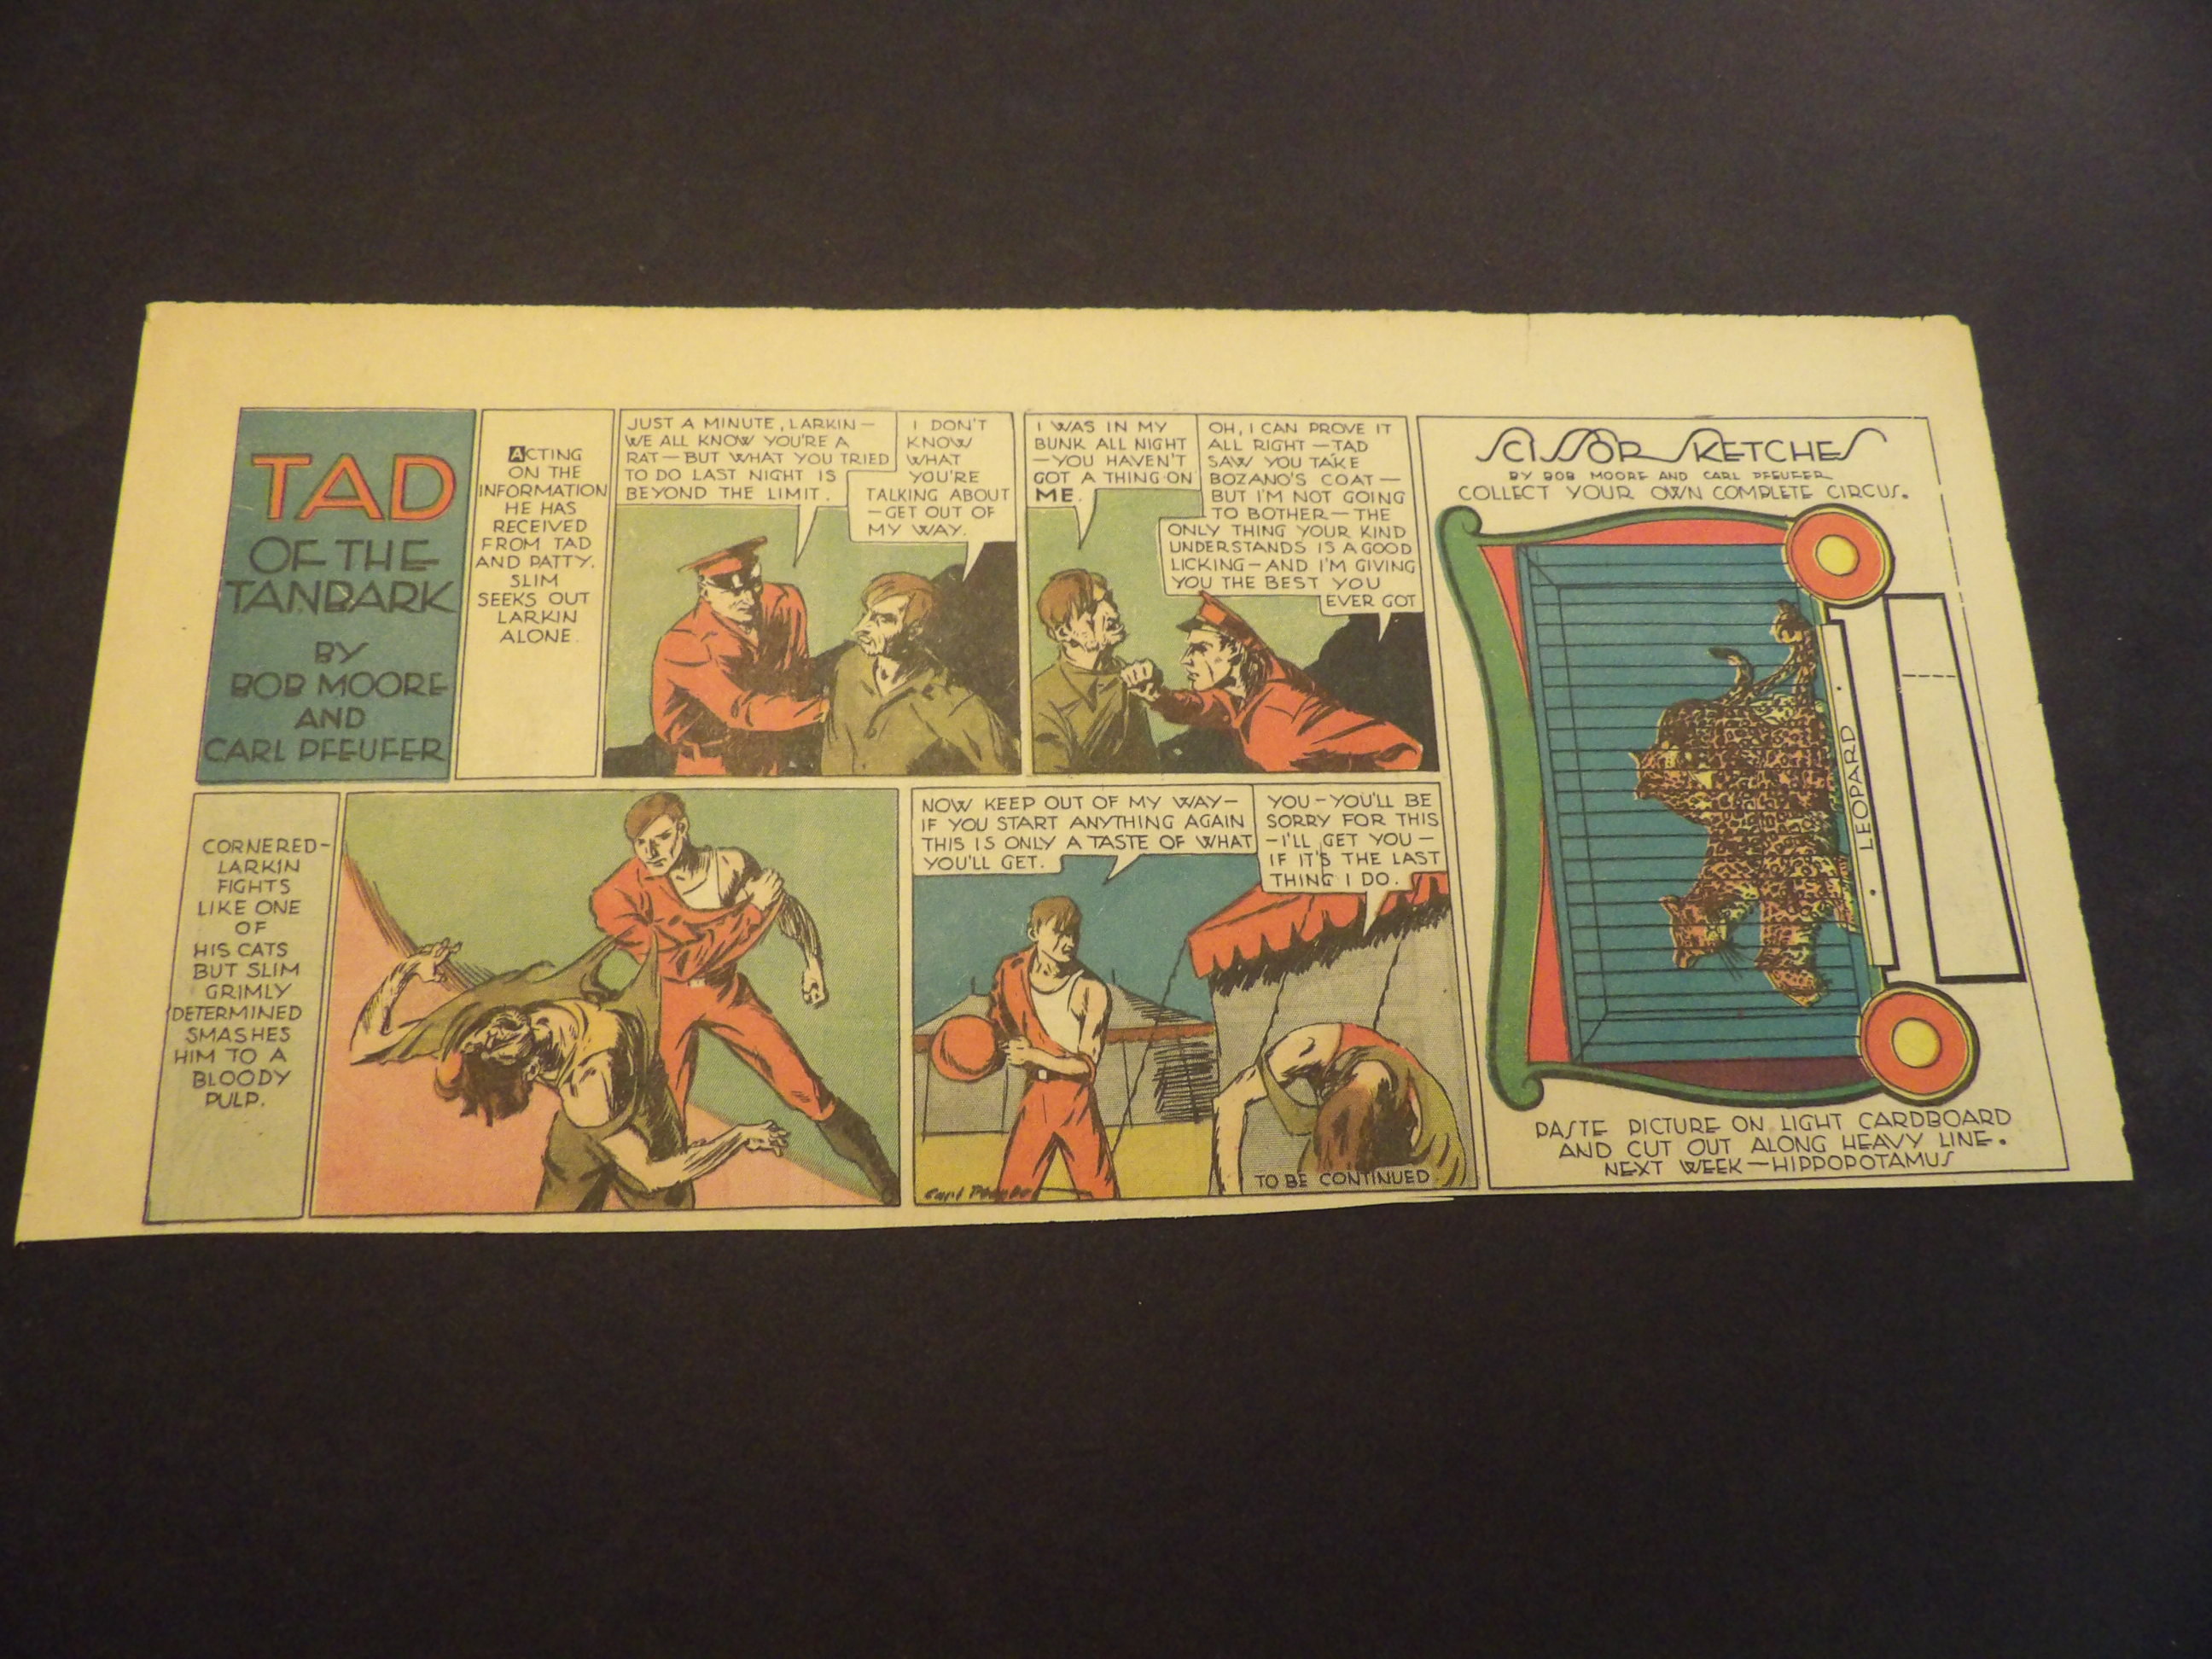 TAD
OF THE
TANBARK
BY
BOB MOORE
AND
CARL PFEUFER
ACTING
ON THE
INFORMATION
HE HAS
RECEIVED
FROM TAD
AND PATTY,
SLIM
SEEKS OUT
LARKIN
ALONE.
JUST A MINUTE, LARKIN —
WE ALL KNOW YOU'RE A
RAT — BUT WHAT YOU TRIED
TO DO LAST NIGHT IS
BEYOND THE LIMIT.
I DON'T
KNOW
WHAT
YOU'RE
TALKING ABOUT
—GET OUT OF
MY WAY.
I WAS IN MY
BUNK ALL NIGHT
—YOU HAVEN'T
GOT A THING ON
ME.
OH, I CAN PROVE IT
ALL RIGHT — TAD
SAW YOU TAKE
BOZANO'S COAT —
BUT I'M NOT GOING
TO BOTHER — THE
ONLY THING YOUR KIND
UNDERSTANDS IS A GOOD
LICKING — AND I'M GIVING
YOU THE BEST YOU
EVER GOT
CORNERED-
LARKIN
FIGHTS
LIKE ONE
OF
HIS CATS
BUT SLIM
GRIMLY
DETERMINED
SMASHES
HIM TO A
BLOODY
PULP.
NOW KEEP OUT OF MY WAY —
IF YOU START ANYTHING AGAIN
THIS IS ONLY A TASTE OF WHAT
YOU'LL GET.
YOU - YOU'LL BE
SORRY FOR THIS
—I'LL GET YOU —
IF IT'S THE LAST
THING I DO.
TO BE CONTINUED
SCISSOR SKETCHES
BY BOB MOORE AND CARL PFEUFER
COLLECT YOUR OWN COMPLETE CIRCUS.
LEOPARD
PASTE PICTURE ON LIGHT CARDBOARD
AND CUT OUT ALONG HEAVY LINE.
NEXT WEEK — HIPPOPOTAMUS